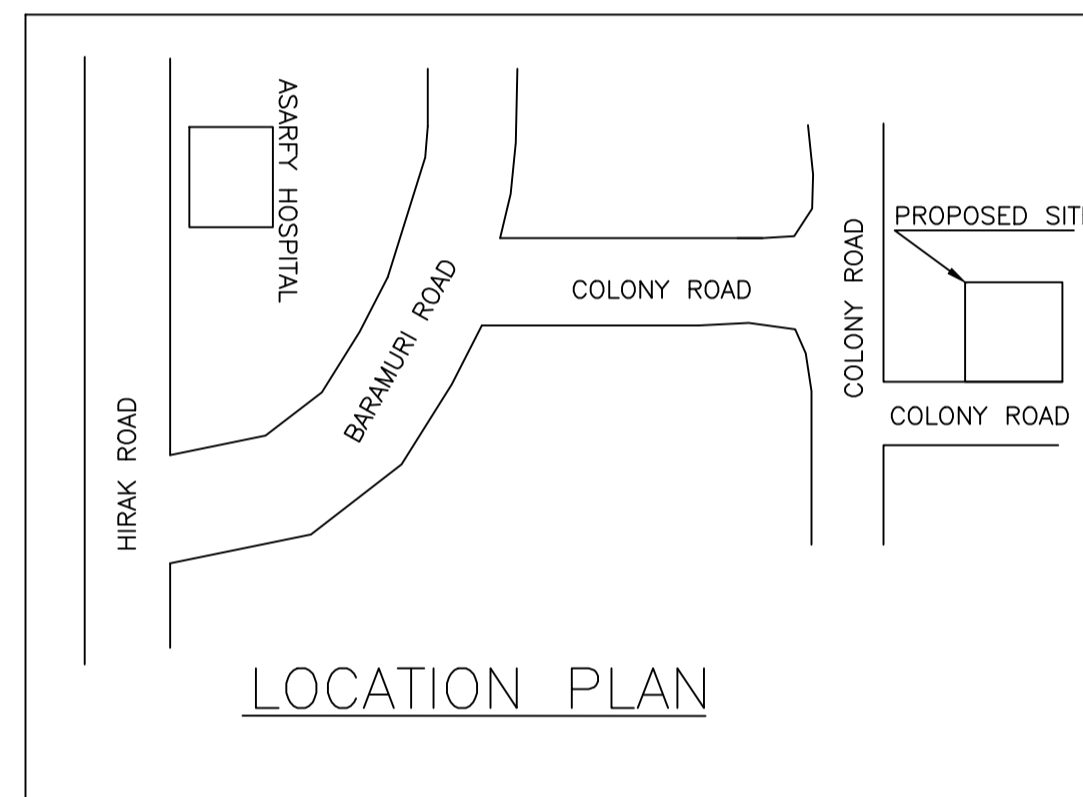 ASARFY HOSPITAL
PROPOSED SIT
COLONY ROAD
COLONY ROAD
BARAMURI ROAD
COLONY ROAD
HIRAK ROAD
LOCATION PLAN